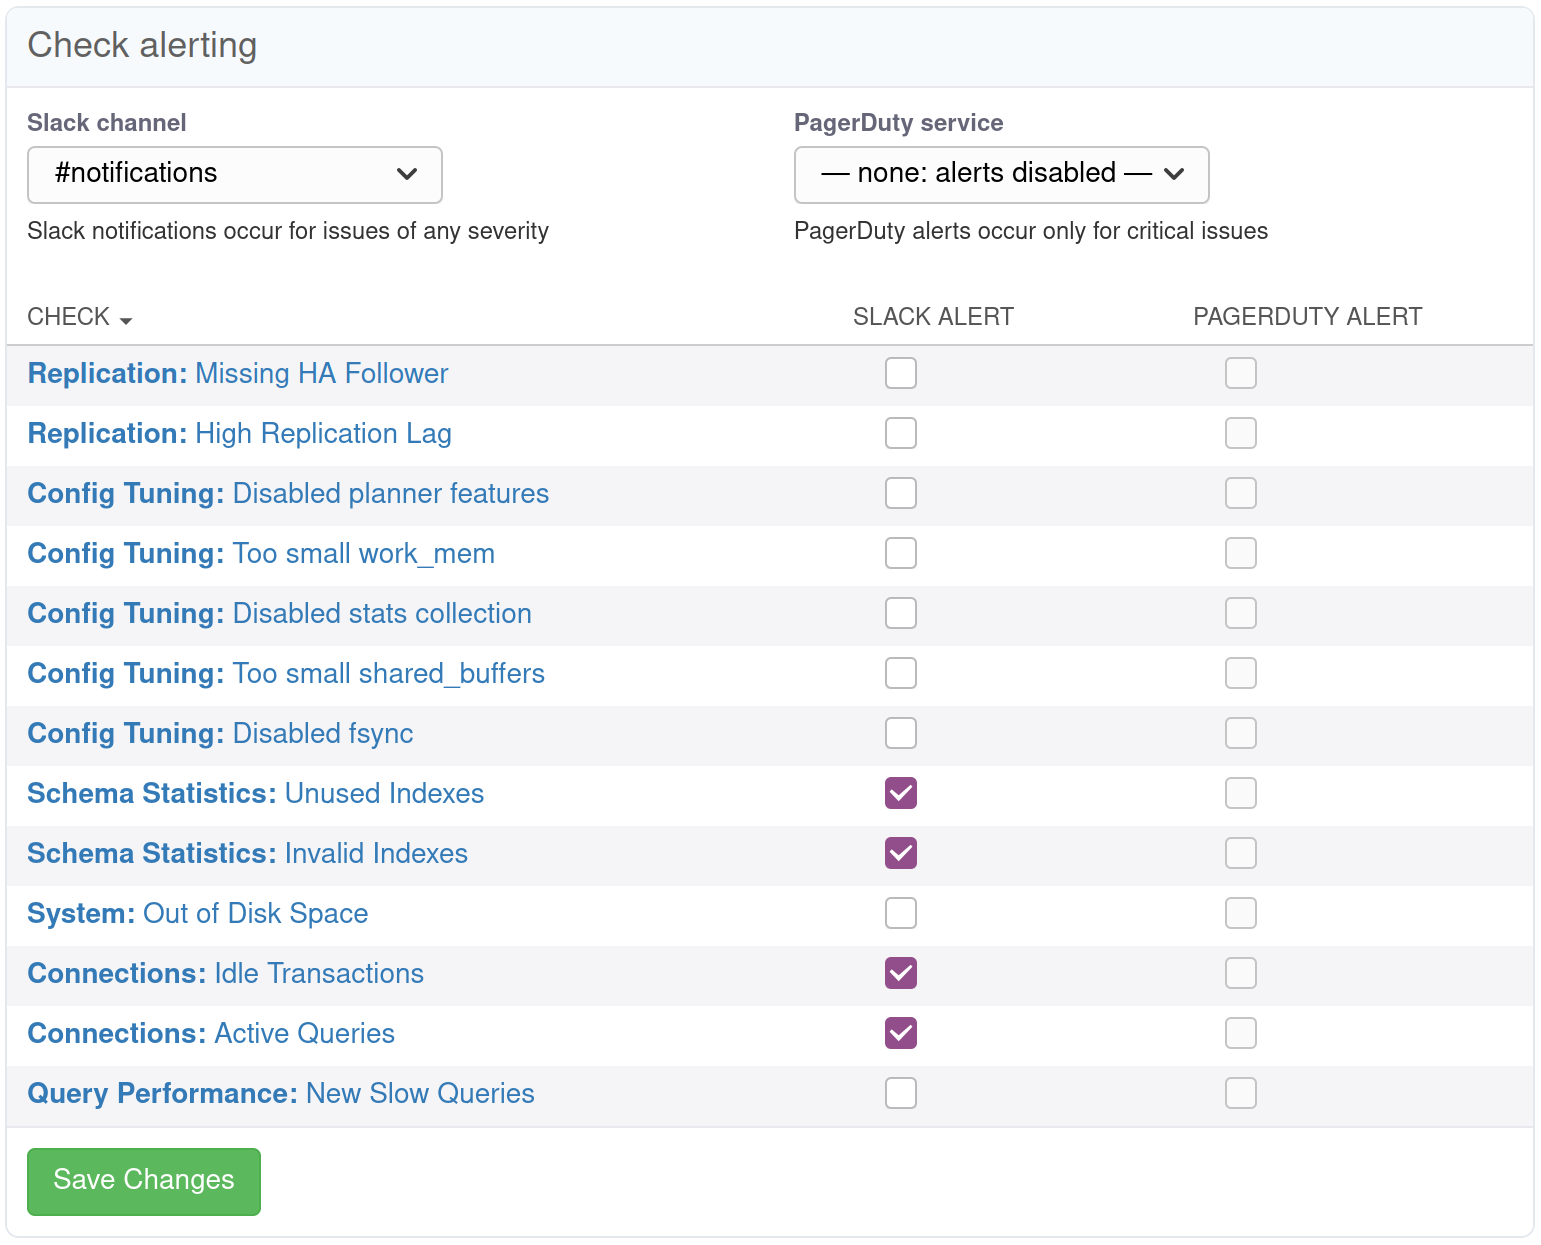 Check alerting
Slack channel PagerDuty service
#notifications — none: alerts disabled —
Slack notifications occur for issues of any severity PagerDuty alerts occur only for critical issues
CHECK SLACK ALERT PAGERDUTY ALERT
Replication: Missing HA Follower
Replication: High Replication Lag
Config Tuning: Disabled planner features
Config Tuning: Too small work_mem
Config Tuning: Disabled stats collection
Config Tuning: Too small shared_buffers
Config Tuning: Disabled fsync
Schema Statistics: Unused Indexes
Schema Statistics: Invalid Indexes
System: Out of Disk Space
Connections: Idle Transactions
Connections: Active Queries
Query Performance: New Slow Queries
Save Changes